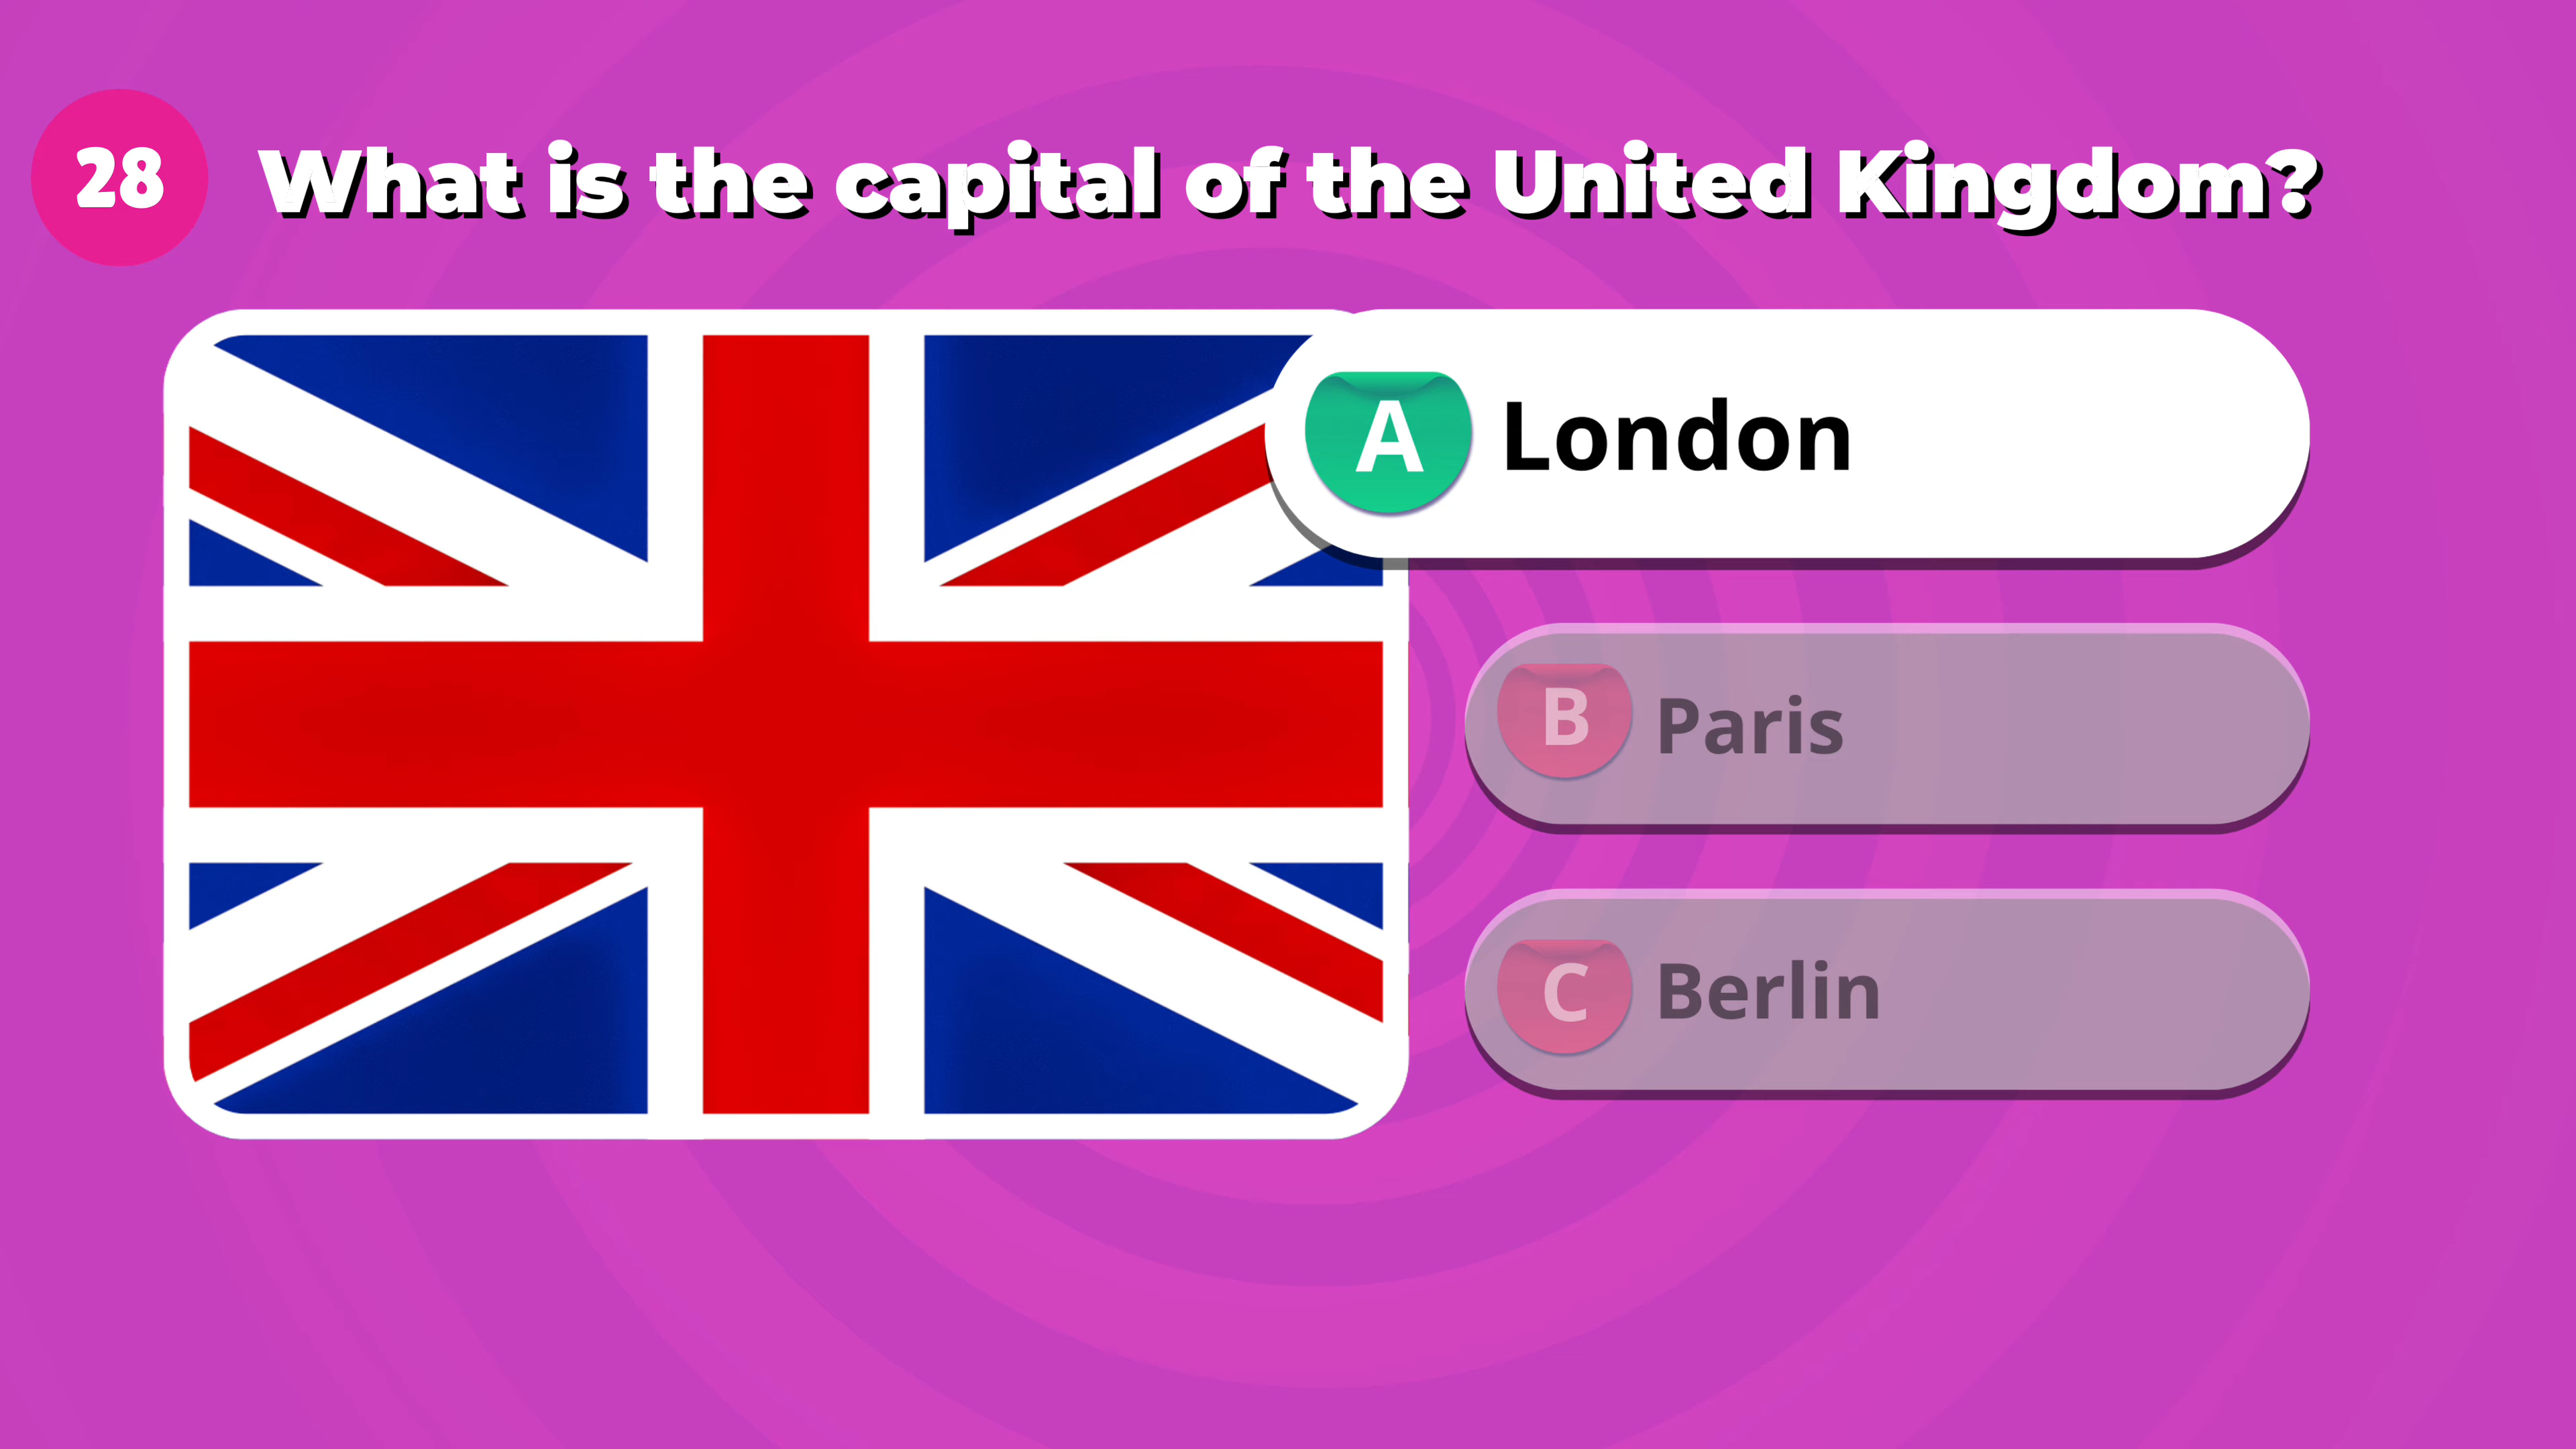 28
What is the capital of the United Kingdom?
A London
B Paris
C Berlin